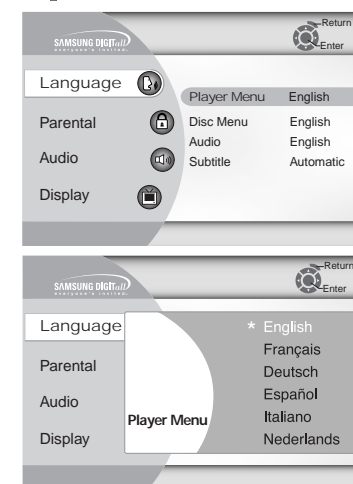 Return
SAMSUNG DIGITall
everyone's invited.
Enter
Language
Player Menu English
Parental
Disc Menu English
Audio English
Audio
Subtitle Automatic
Display
Return
SAMSUNG DIGITall
everyone's invited.
Enter
Language
* English
Français
Parental
Deutsch
Español
Audio
Player Menu
Italiano
Display
Nederlands